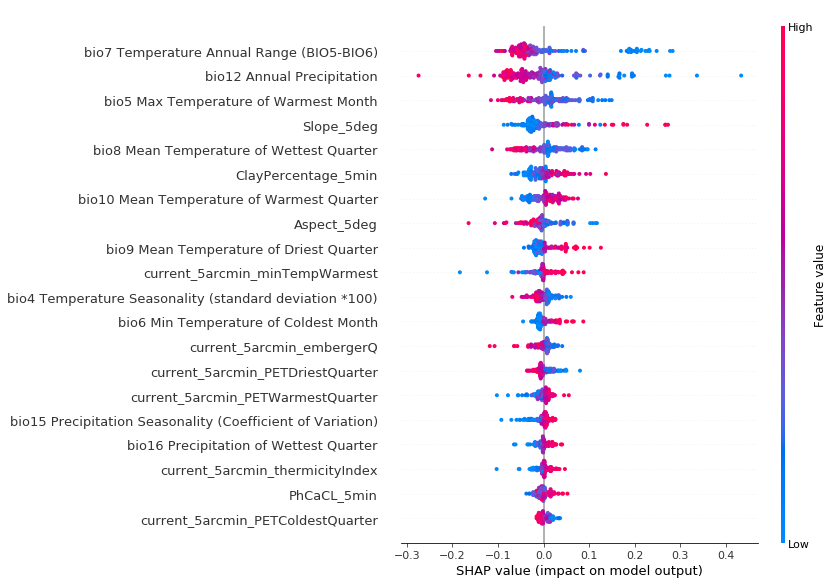 High
bio7 Temperature Annual Range (BIO5-BIO6)
bio12 Annual Precipitation
bio5 Max Temperature of Warmest Month
Slope_5deg
bio8 Mean Temperature of Wettest Quarter
ClayPercentage_5min
bio10 Mean Temperature of Warmest Quarter
Aspect_5deg
bio9 Mean Temperature of Driest Quarter
current_5arcmin_minTempWarmest
bio4 Temperature Seasonality (standard deviation *100)
bio6 Min Temperature of Coldest Month
current_5arcmin_embergerQ
current_5arcmin_PETDriestQuarter
current_5arcmin_PETWarmestQuarter
bio15 Precipitation Seasonality (Coefficient of Variation)
bio16 Precipitation of Wettest Quarter
current_5arcmin_thermicityIndex
PhCaCL_5min
current_5arcmin_PETColdestQuarter
Feature value
Low
−0.3 −0.2 −0.1 0.0 0.1 0.2 0.3 0.4
SHAP value (impact on model output)